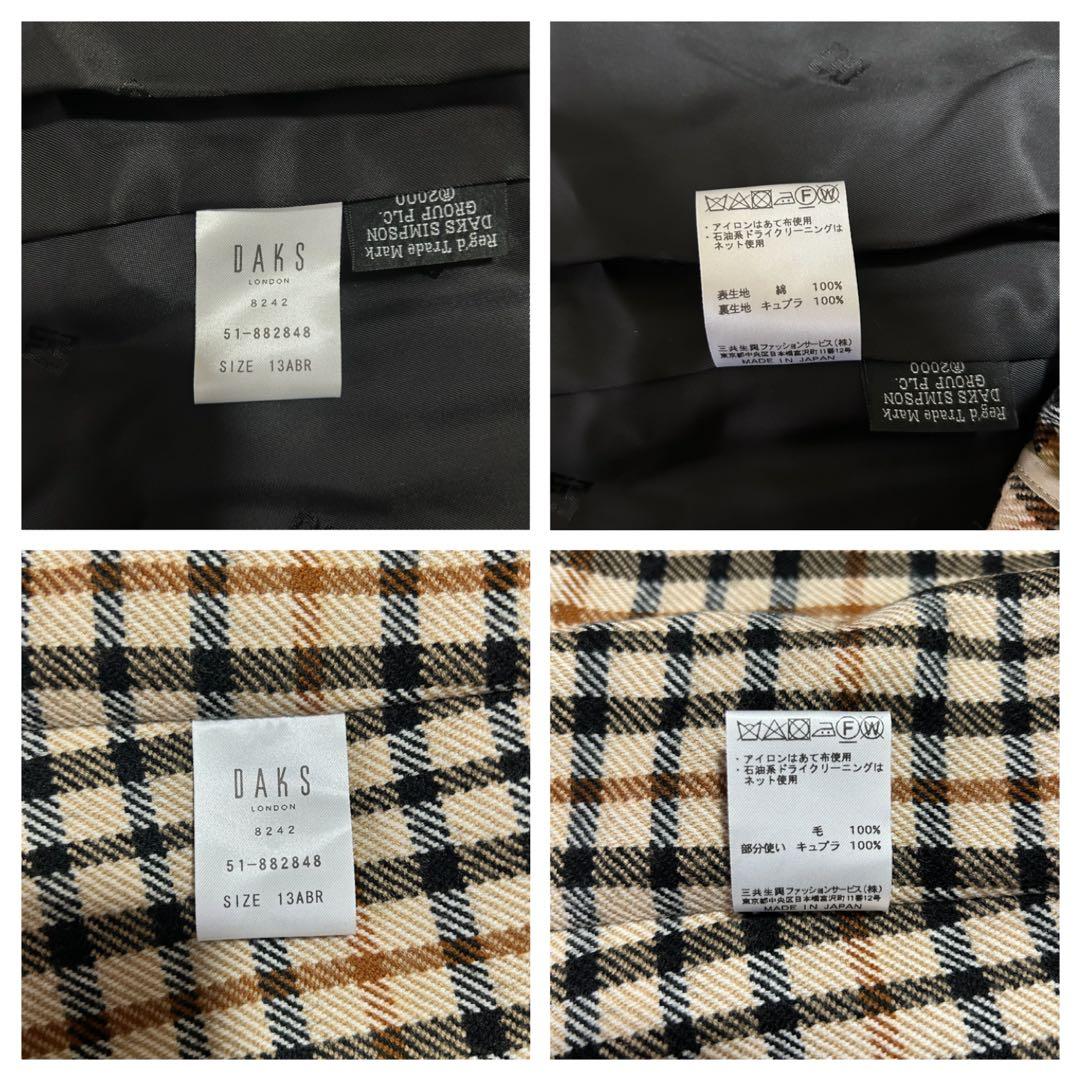 DAKS
LONDON
8242
51-882848
SIZE 13ABR
Reg'd Trade Mark
DAKS SIMPSON
GROUP PLC.
®2000
F W
・アイロンはあて布使用
・石油系ドライクリーニングは
ネット使用
表生地 綿 100%
裏生地 キュプラ 100%
三共生興ファッションサービス(株)
東京都中央区日本橋富沢町11番12号
MADE IN JAPAN
Reg'd Trade Mark
DAKS SIMPSON
GROUP PLC.
®2000
DAKS
LONDON
8242
51-882848
SIZE 13ABR
F W
・アイロンはあて布使用
・石油系ドライクリーニングは
ネット使用
毛 100%
部分使い キュプラ 100%
三共生興ファッションサービス(株)
東京都中央区日本橋富沢町11番12号
MADE IN JAPAN